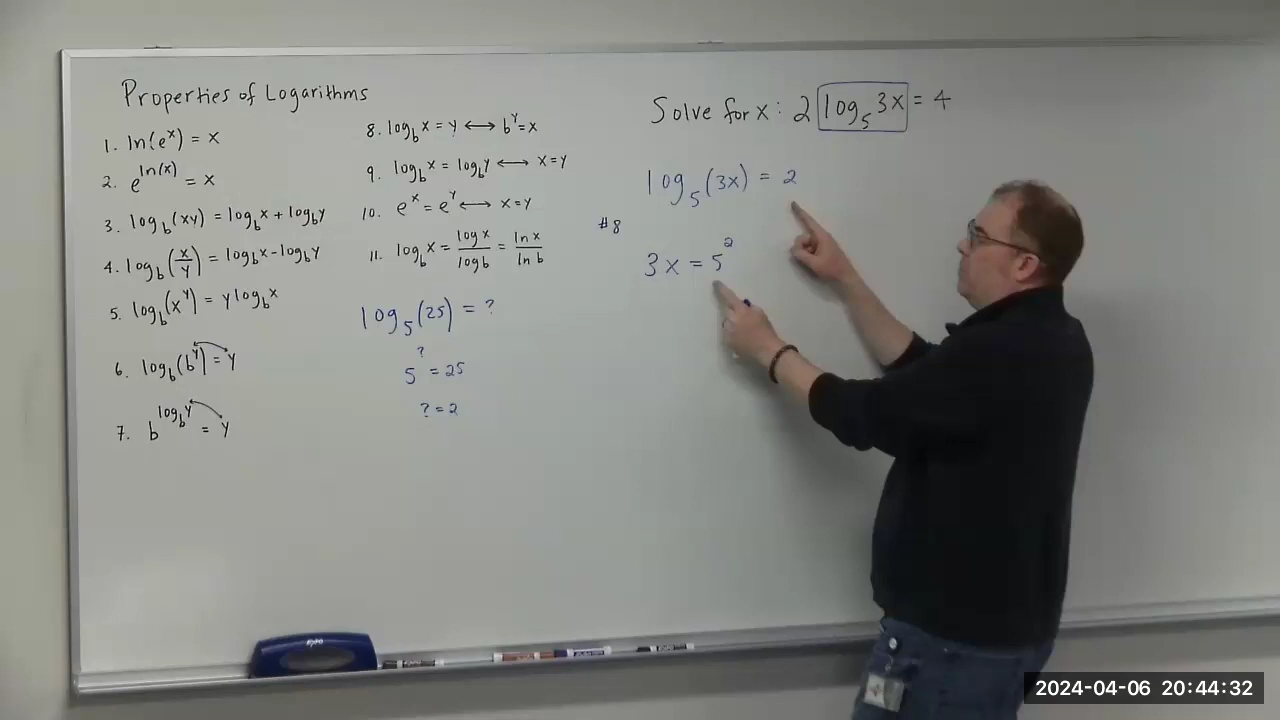 Properties of Logarithms
1. ln(e^x) = x
2. e^ln(x) = x
3. log_b(xy) = log_b x + log_b y
4. log_b(x/y) = log_b x - log_b y
5. log_b(x^y) = y log_b x
6. log_b(b^y) = y
7. b^log_b y = y
8. log_b x = y ⟷ b^y = x
9. log_b x = log_b y ⟷ x = y
10. e^x = e^y ⟷ x = y
11. log_b x = log x / log b = ln x / ln b
log_5(25) = ?
5^? = 25
? = 2
Solve for x: 2 log_5 3x = 4
log_5(3x) = 2
#8
3x = 5^2
EXPO
2024-04-06 20:44:32